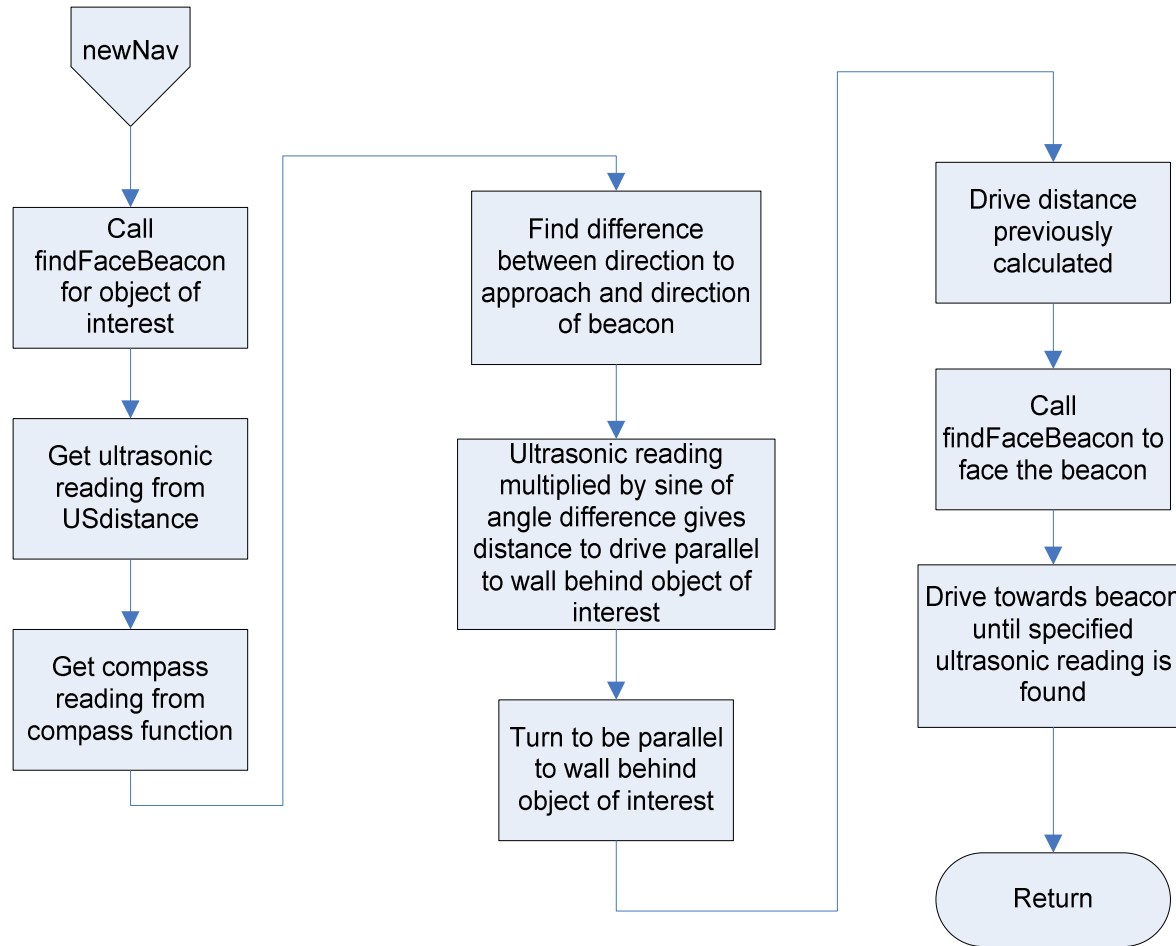 newNav
Call
findFaceBeacon
for object of
interest
Get ultrasonic
reading from
USdistance
Get compass
reading from
compass function
Find difference
between direction to
approach and direction
of beacon
Ultrasonic reading
multiplied by sine of
angle difference gives
distance to drive parallel
to wall behind object of
interest
Turn to be parallel
to wall behind
object of interest
Drive distance
previously
calculated
Call
findFaceBeacon to
face the beacon
Drive towards beacon
until specified
ultrasonic reading is
found
Return